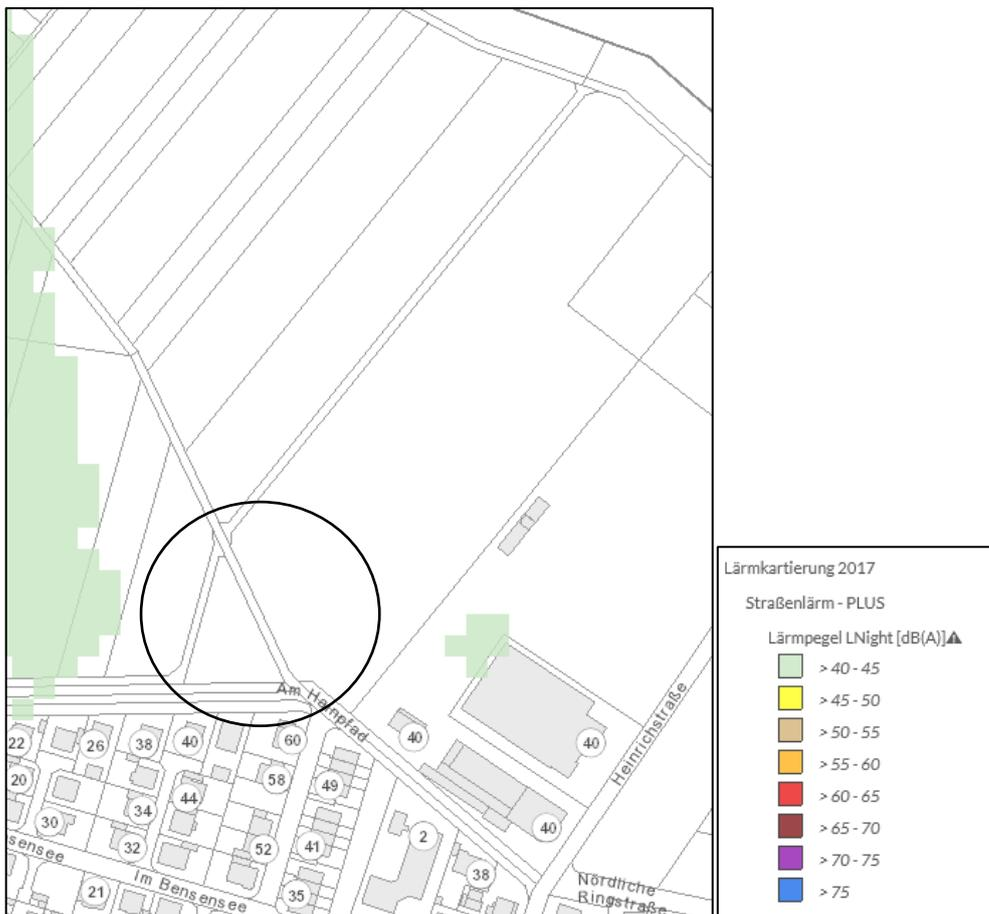 Am Hampfad
22
26
38
40
60
40
40
Heinrichstraße
20
58
49
44
34
30
40
32
52
41
2
38
sensee
Im Bensensee
21
35
Nördliche
Ringstraße
Lärmkartierung 2017
Straßenlärm - PLUS
Lärmpegel LNight [dB(A)]
> 40 - 45
> 45 - 50
> 50 - 55
> 55 - 60
> 60 - 65
> 65 - 70
> 70 - 75
> 75